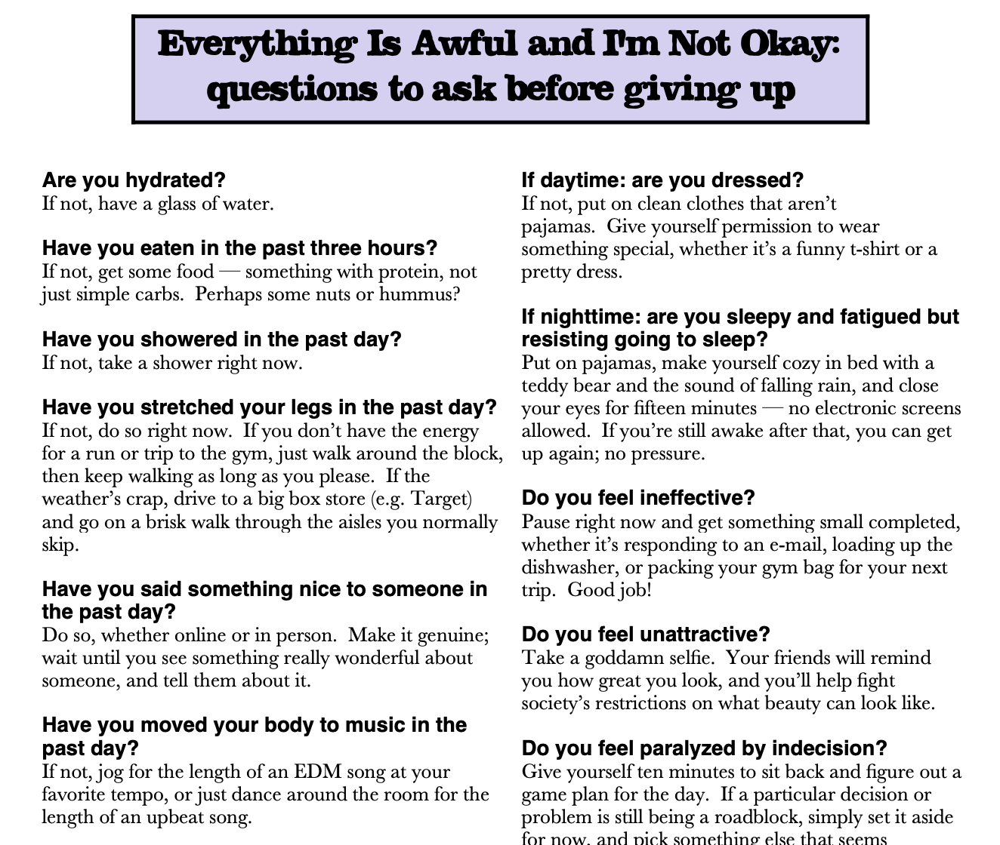 Everything Is Awful and I'm Not Okay:
questions to ask before giving up
Are you hydrated?
If not, have a glass of water.
Have you eaten in the past three hours?
If not, get some food — something with protein, not
just simple carbs.  Perhaps some nuts or hummus?
Have you showered in the past day?
If not, take a shower right now.
Have you stretched your legs in the past day?
If not, do so right now.  If you don’t have the energy
for a run or trip to the gym, just walk around the block,
then keep walking as long as you please.  If the
weather’s crap, drive to a big box store (e.g. Target)
and go on a brisk walk through the aisles you normally
skip.
Have you said something nice to someone in
the past day?
Do so, whether online or in person.  Make it genuine;
wait until you see something really wonderful about
someone, and tell them about it.
Have you moved your body to music in the
past day?
If not, jog for the length of an EDM song at your
favorite tempo, or just dance around the room for the
length of an upbeat song.
If daytime: are you dressed?
If not, put on clean clothes that aren’t
pajamas.  Give yourself permission to wear
something special, whether it’s a funny t-shirt or a
pretty dress.
If nighttime: are you sleepy and fatigued but
resisting going to sleep?
Put on pajamas, make yourself cozy in bed with a
teddy bear and the sound of falling rain, and close
your eyes for fifteen minutes — no electronic screens
allowed.  If you’re still awake after that, you can get
up again; no pressure.
Do you feel ineffective?
Pause right now and get something small completed,
whether it’s responding to an e-mail, loading up the
dishwasher, or packing your gym bag for your next
trip.  Good job!
Do you feel unattractive?
Take a goddamn selfie.  Your friends will remind
you how great you look, and you’ll help fight
society’s restrictions on what beauty can look like.
Do you feel paralyzed by indecision?
Give yourself ten minutes to sit back and figure out a
game plan for the day.  If a particular decision or
problem is still being a roadblock, simply set it aside
for now, and pick something else that seems